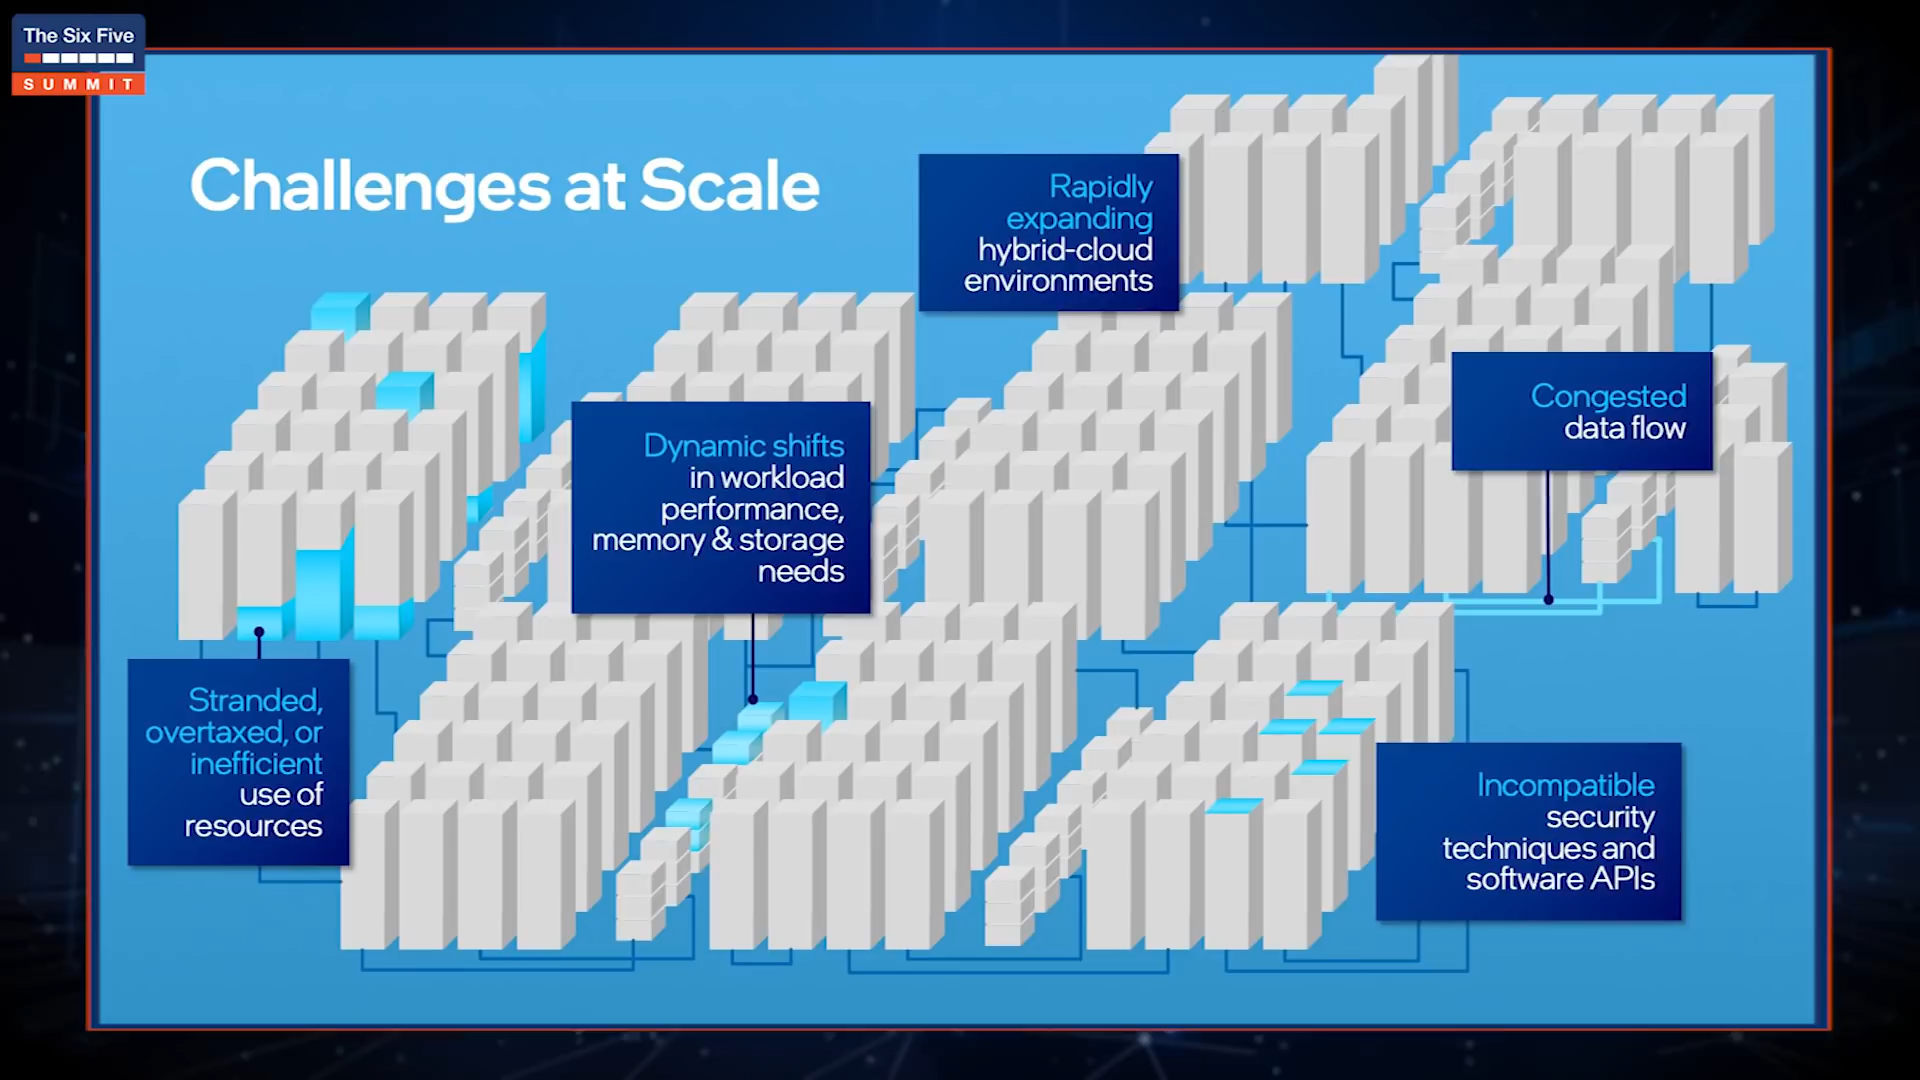 The Six Five
SUMMIT
Challenges at Scale
Rapidly
expanding
hybrid-cloud
environments
Congested
data flow
Dynamic shifts
in workload
performance,
memory & storage
needs
Stranded,
overtaxed, or
inefficient
use of
resources
Incompatible
security
techniques and
software APIs